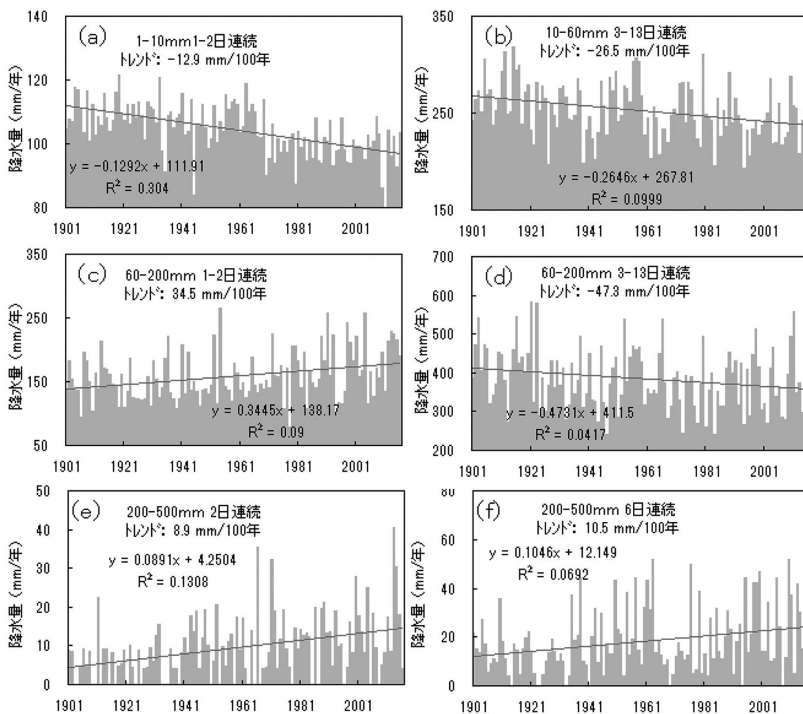 (a)
1-10mm1-2日連続
トレンド: -12.9 mm/100年
y = -0.1292x + 111.91
R² = 0.304
降水量 (mm/年)
140
120
100
80
1901
1921
1941
1961
1981
2001
(b)
10-60mm 3-13日連続
トレンド: -26.5 mm/100年
y = -0.2646x + 267.81
R² = 0.0999
降水量 (mm/年)
350
250
150
1901
1921
1941
1961
1981
2001
(c)
60-200mm 1-2日連続
トレンド: 34.5 mm/100年
y = 0.3445x + 138.17
R² = 0.09
降水量 (mm/年)
350
250
150
50
1901
1921
1941
1961
1981
2001
(d)
60-200mm 3-13日連続
トレンド: -47.3 mm/100年
y = -0.4731x + 411.5
R² = 0.0417
降水量 (mm/年)
700
600
500
400
300
200
1901
1921
1941
1961
1981
2001
(e)
200-500mm 2日連続
トレンド: 8.9 mm/100年
y = 0.0891x + 4.2504
R² = 0.1308
降水量 (mm/年)
50
40
30
20
10
0
1901
1921
1941
1961
1981
2001
(f)
200-500mm 6日連続
トレンド: 10.5 mm/100年
y = 0.1046x + 12.149
R² = 0.0692
降水量 (mm/年)
80
60
40
20
0
1901
1921
1941
1961
1981
2001